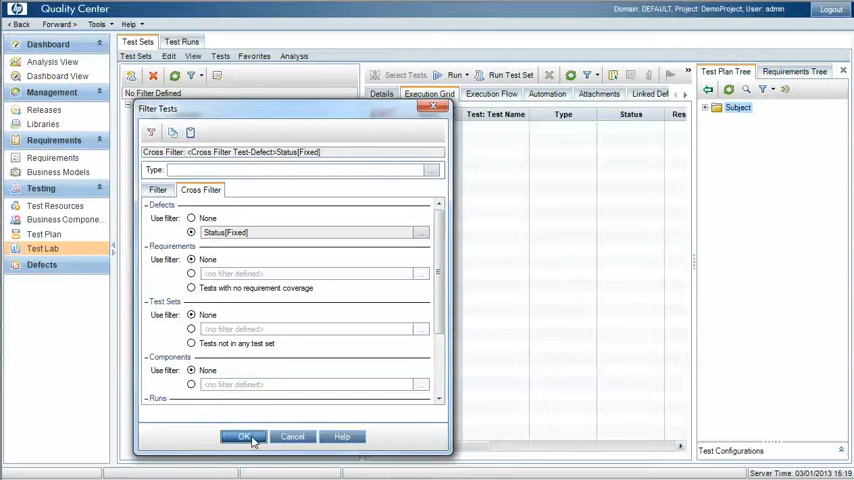 hp Quality Center
Domain: DEFAULT, Project: DemoProject, User: admin
Logout
< Back Forward > Tools Help
Dashboard
Analysis View
Dashboard View
Management
Releases
Libraries
Requirements
Requirements
Business Models
Testing
Test Resources
Business Compone...
Test Plan
Test Lab
Defects
Test Sets Test Runs
Test Sets Edit View Tests Favorites Analysis
No Filter Defined
Select Tests Run Run Test Set
Details Execution Grid Execution Flow Automation Attachments Linked Def
Test: Test Name Type Status Res
Test Plan Tree Requirements Tree
Subject
Test Configurations
Filter Tests
Cross Filter: <Cross Filter Test-Defect>Status[Fixed]
Type:
Filter Cross Filter
Defects
Use filter: None
Status[Fixed]
Requirements
Use filter: None
<no filter defined>
Tests with no requirement coverage
Test Sets
Use filter: None
<no filter defined>
Tests not in any test set
Components
Use filter: None
<no filter defined>
Runs
OK Cancel Help
Server Time: 03/01/2013 15:19